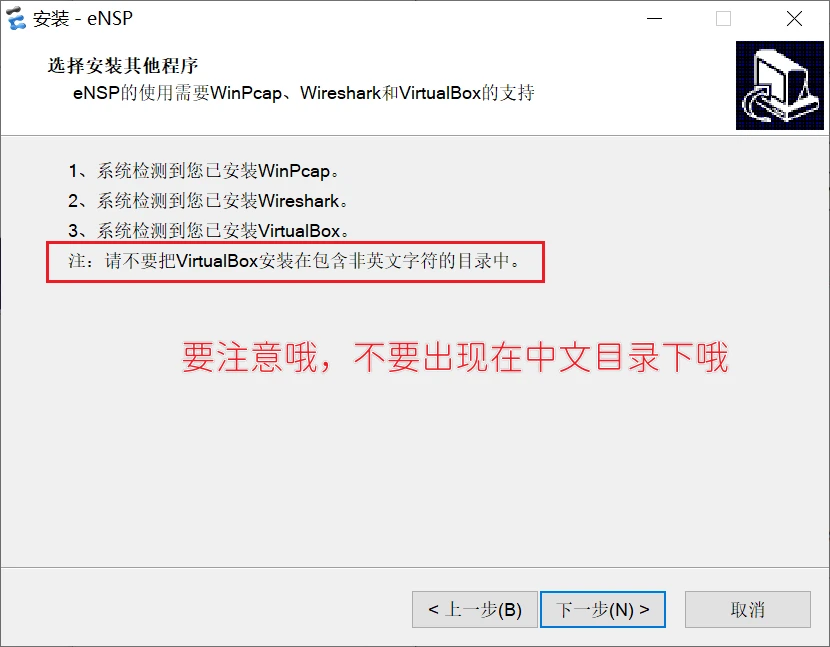 安装 - eNSP
选择安装其他程序
eNSP的使用需要WinPcap、Wireshark和VirtualBox的支持
1、系统检测到您已安装WinPcap。
2、系统检测到您已安装Wireshark。
3、系统检测到您已安装VirtualBox。
注：请不要把VirtualBox安装在包含非英文字符的目录中。
要注意哦，不要出现在中文目录下哦
< 上一步(B)
下一步(N) >
取消